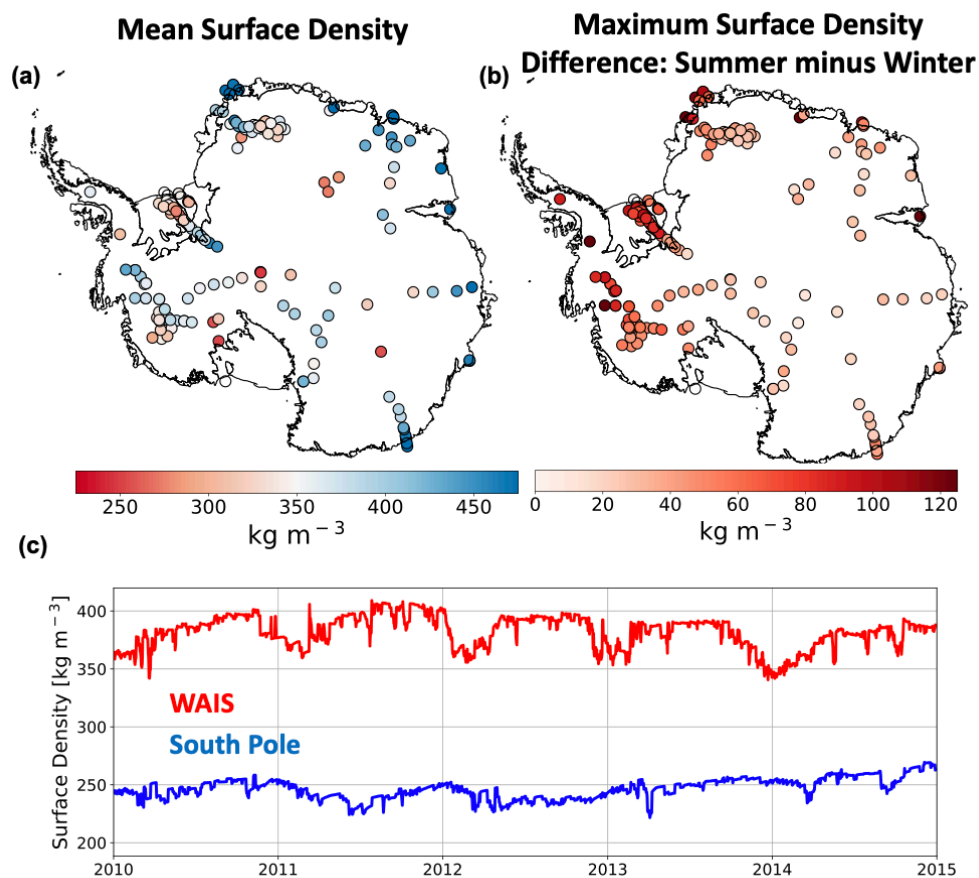 Mean Surface Density
Maximum Surface Density
Difference: Summer minus Winter
(a)
(b)
250 300 350 400 450
kg m⁻³
0 20 40 60 80 100 120
kg m⁻³
(c)
Surface Density [kg m⁻³]
400
350
300
250
200
WAIS
South Pole
2010 2011 2012 2013 2014 2015